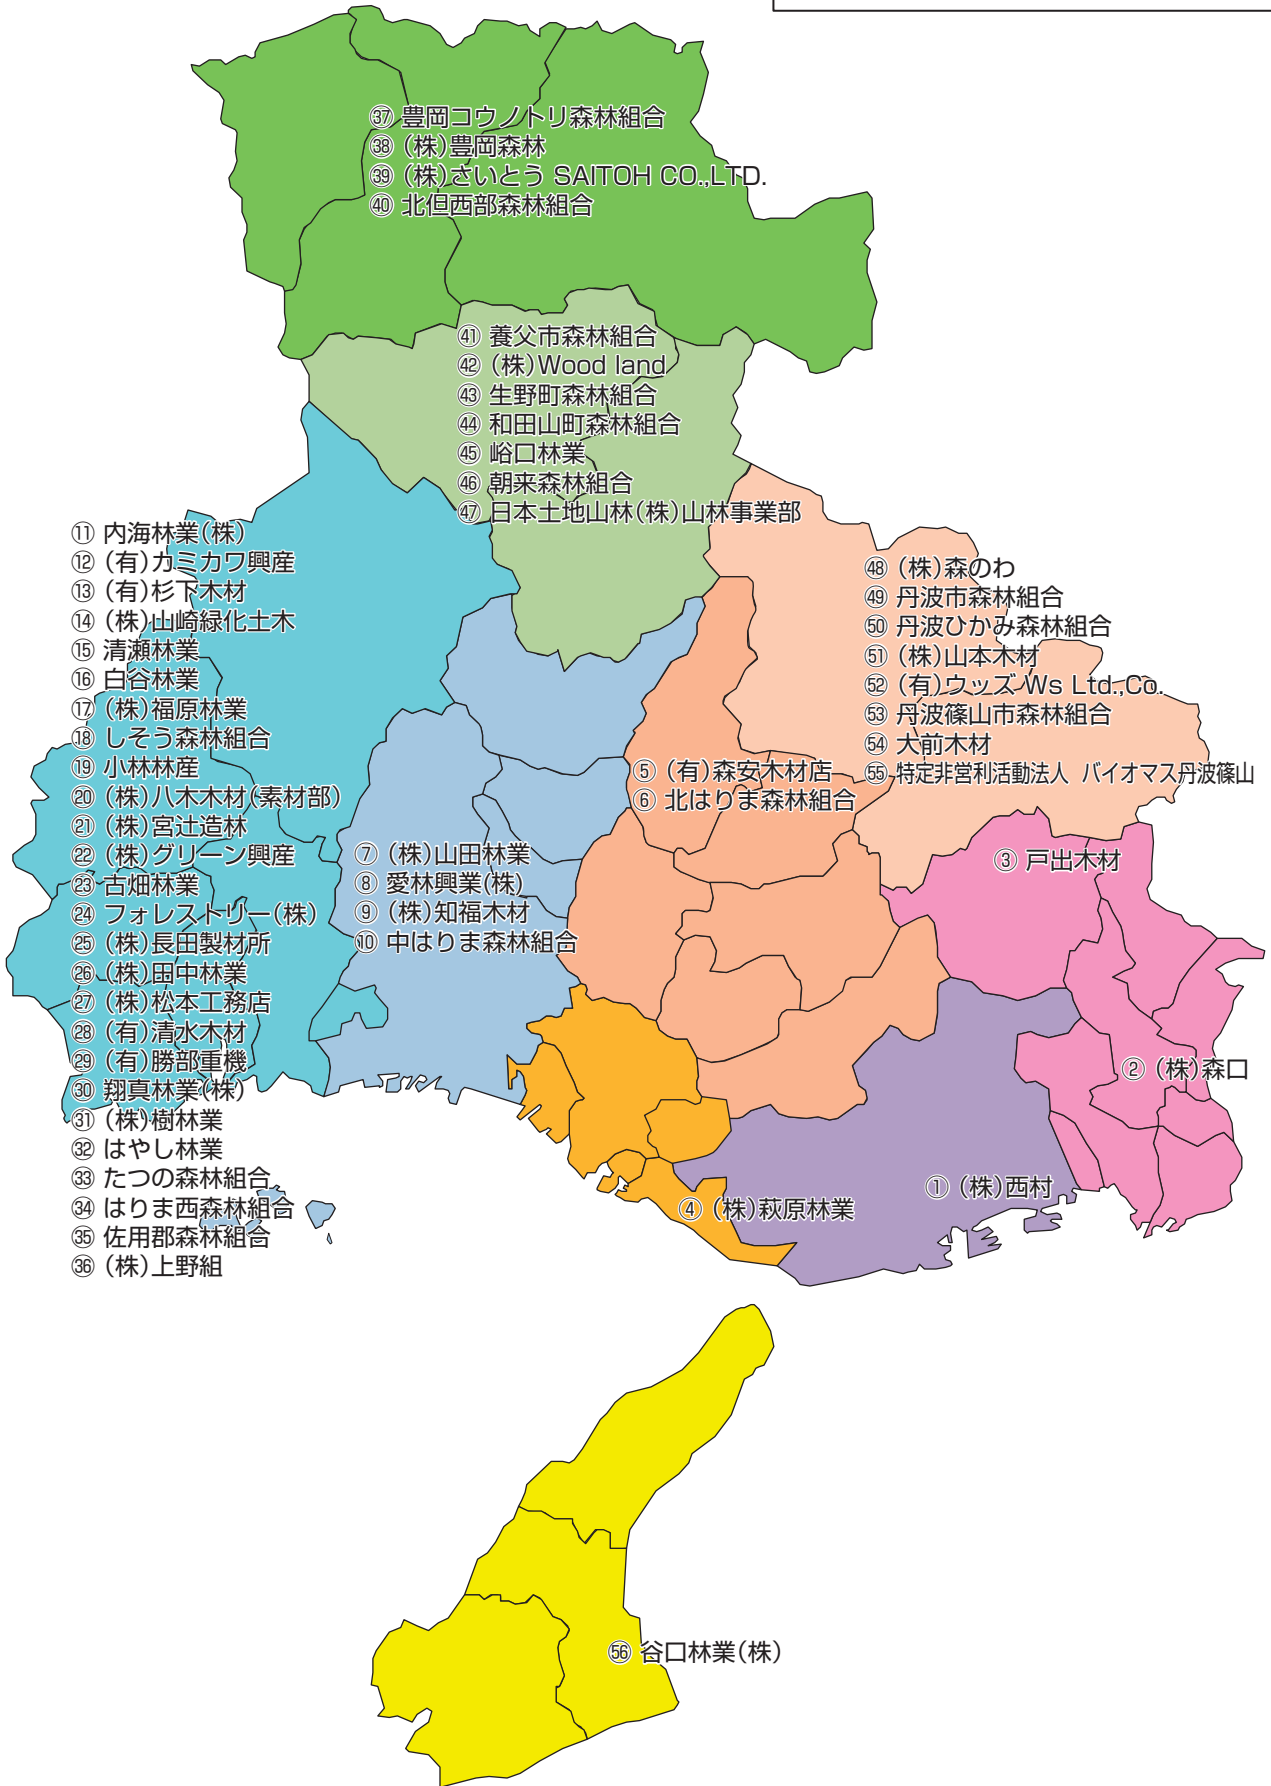 ㊲ 豊岡コウノトリ森林組合
㊳ (株)豊岡森林
㊴ (株)さいとう SAITOH CO.,LTD.
㊵ 北但西部森林組合
㊶ 養父市森林組合
㊷ (株)Wood land
㊸ 生野町森林組合
㊹ 和田山町森林組合
㊺ 峪口林業
㊻ 朝来森林組合
㊼ 日本土地山林(株)山林事業部
⑪ 内海林業(株)
⑫ (有)カミカワ興産
⑬ (有)杉下木材
⑭ (株)山崎緑化土木
⑮ 清瀬林業
⑯ 白谷林業
⑰ (株)福原林業
⑱ しそう森林組合
⑲ 小林林産
⑳ (株)八木木材(素材部)
㉑ (株)宮辻造林
㉒ (株)グリーン興産
㉓ 古畑林業
㉔ フォレストリー(株)
㉕ (株)長田製材所
㉖ (株)田中林業
㉗ (株)松本工務店
㉘ (有)清水木材
㉙ (有)勝部重機
㉚ 翔真林業(株)
㉛ (株)樹林業
㉜ はやし林業
㉝ たつの森林組合
㉞ はりま西森林組合
㉟ 佐用郡森林組合
㊱ (株)上野組
㊽ (株)森のわ
㊾ 丹波市森林組合
㊿ 丹波ひかみ森林組合
51 (株)山本木材
52 (有)ウッズ Ws Ltd.,Co.
53 丹波篠山市森林組合
54 大前木材
55 特定非営利活動法人 バイオマス丹波篠山
⑤ (有)森安木材店
⑥ 北はりま森林組合
⑦ (株)山田林業
⑧ 愛林興業(株)
⑨ (株)知福木材
⑩ 中はりま森林組合
③ 戸出木材
② (株)森口
① (株)西村
④ (株)萩原林業
56 谷口林業(株)